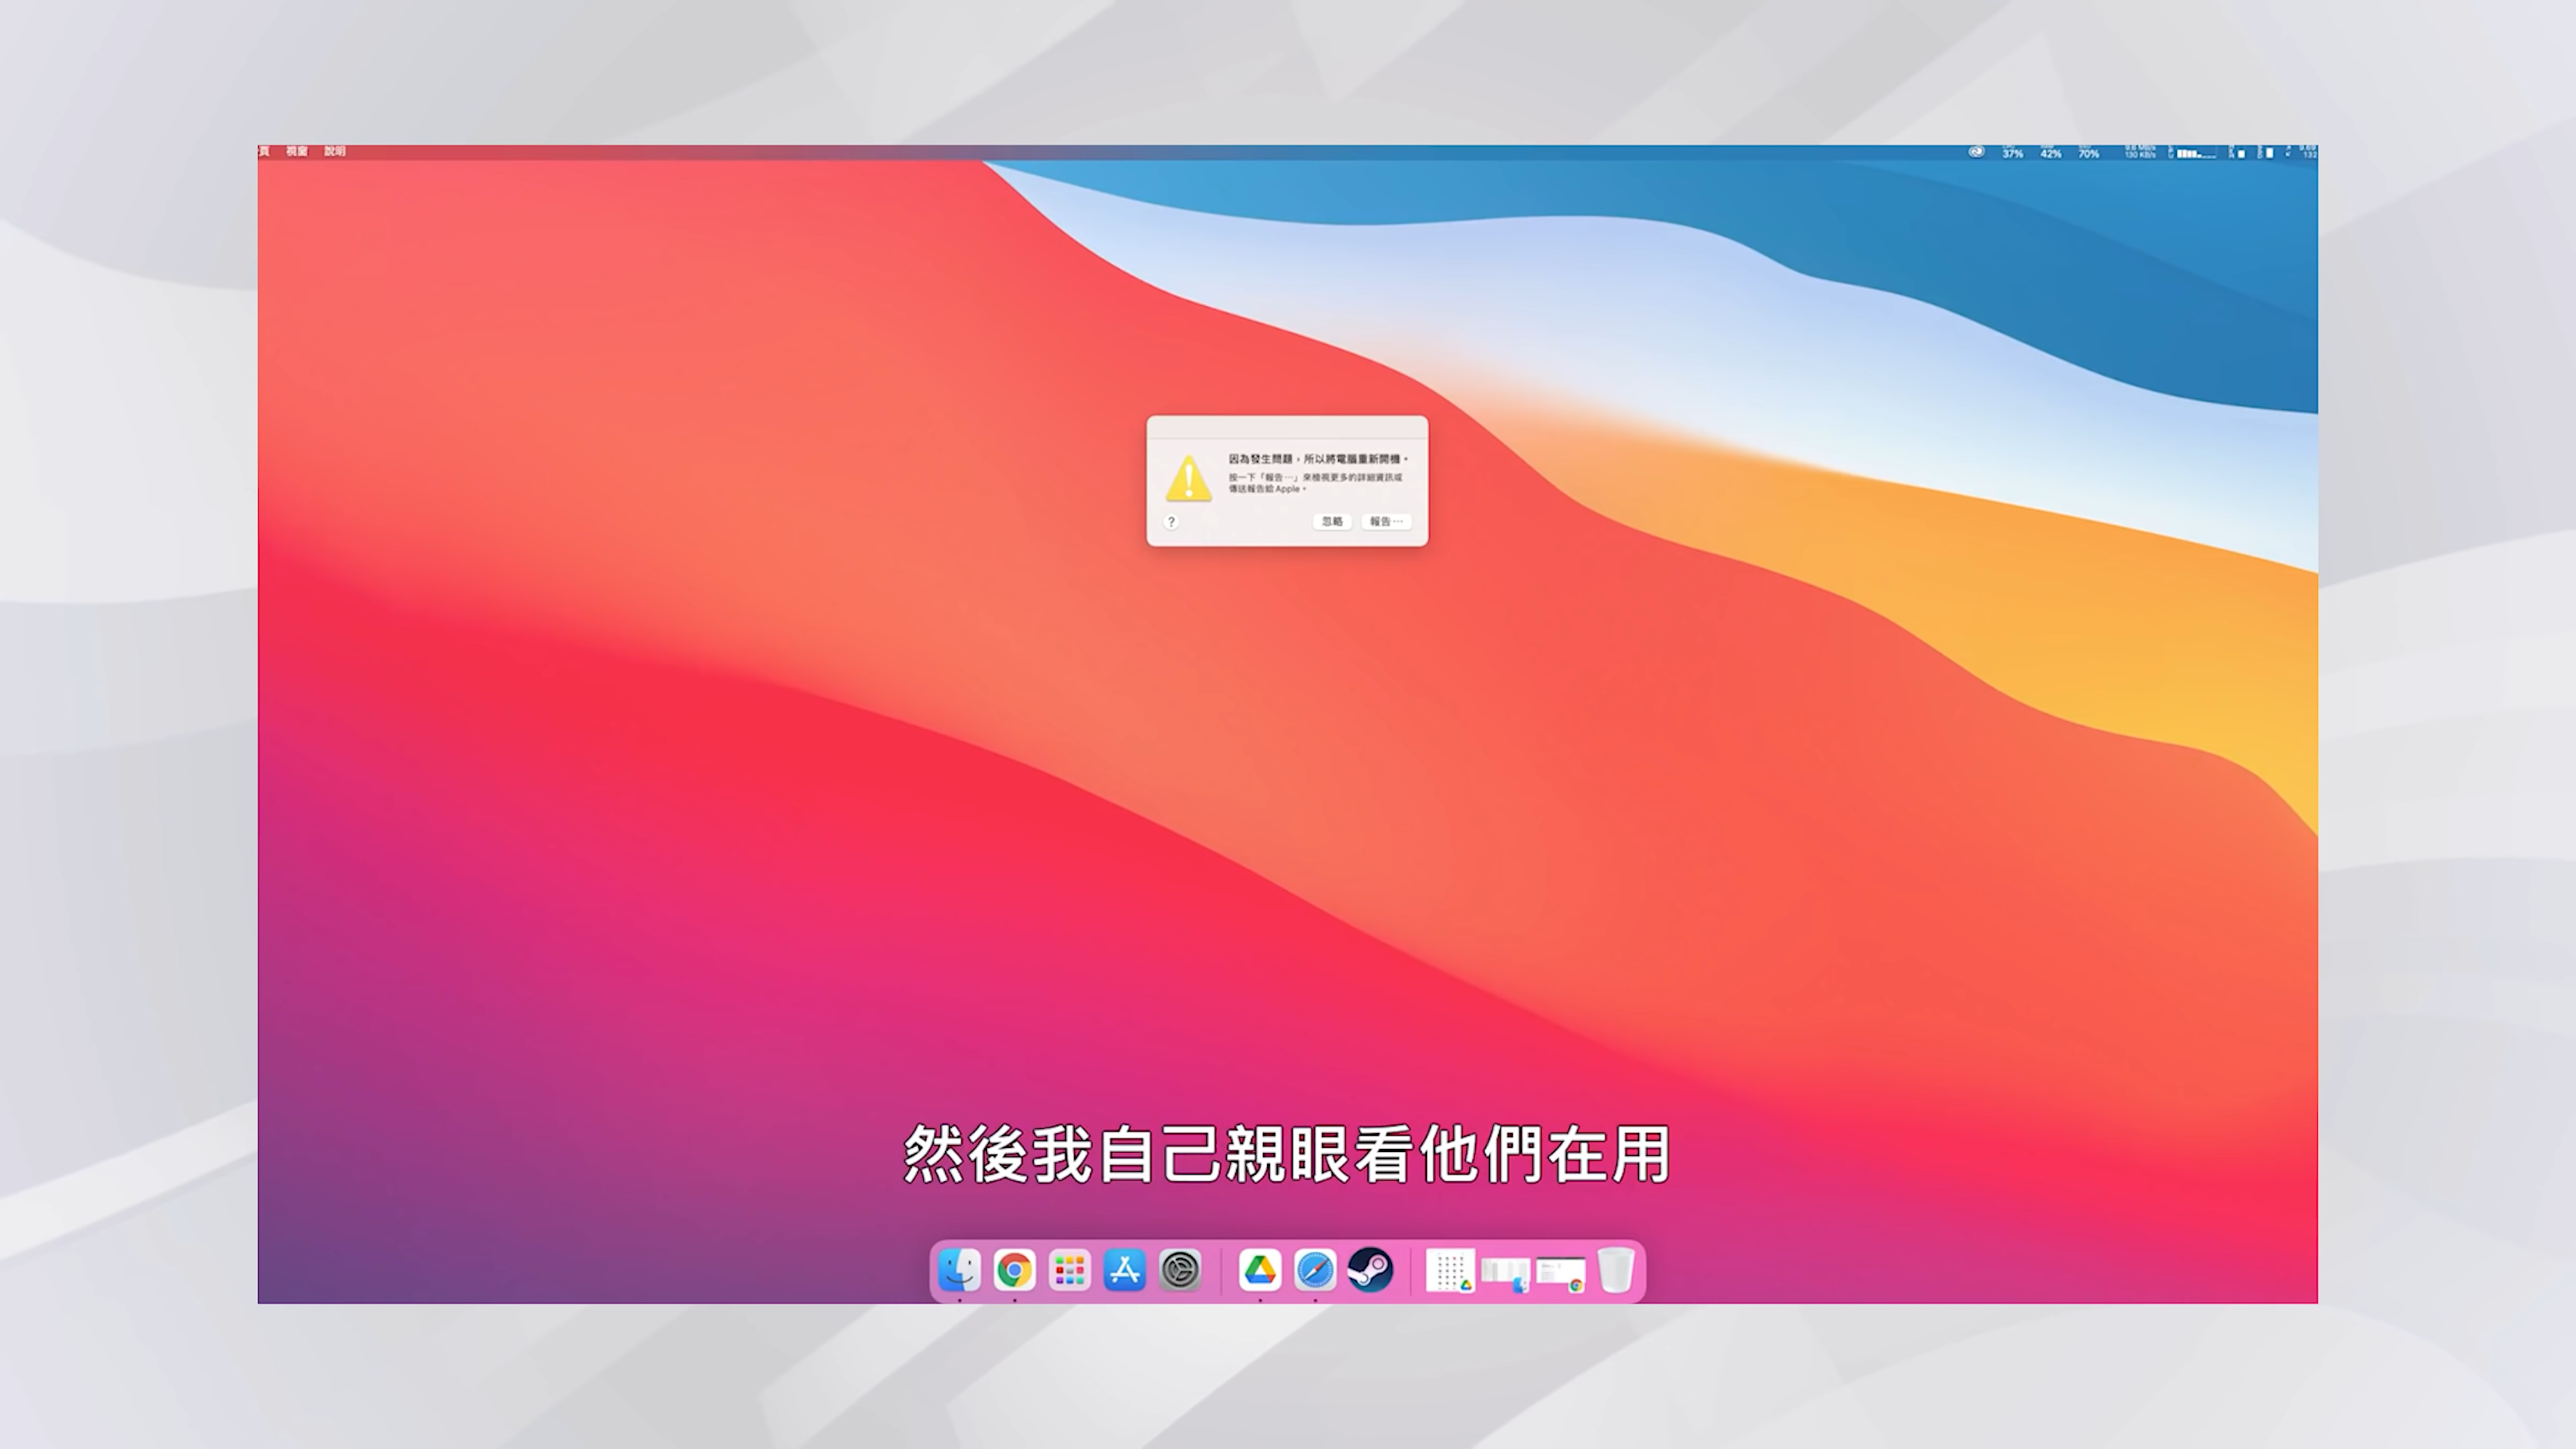 頁 視窗 說明
37% 42% 70% 130 KB/s
因為發生問題，所以將電腦重新開機。
按一下「報告⋯」來檢視更多的詳細資訊或
傳送報告給 Apple。
? 忽略 報告⋯
然後我自己親眼看他們在用